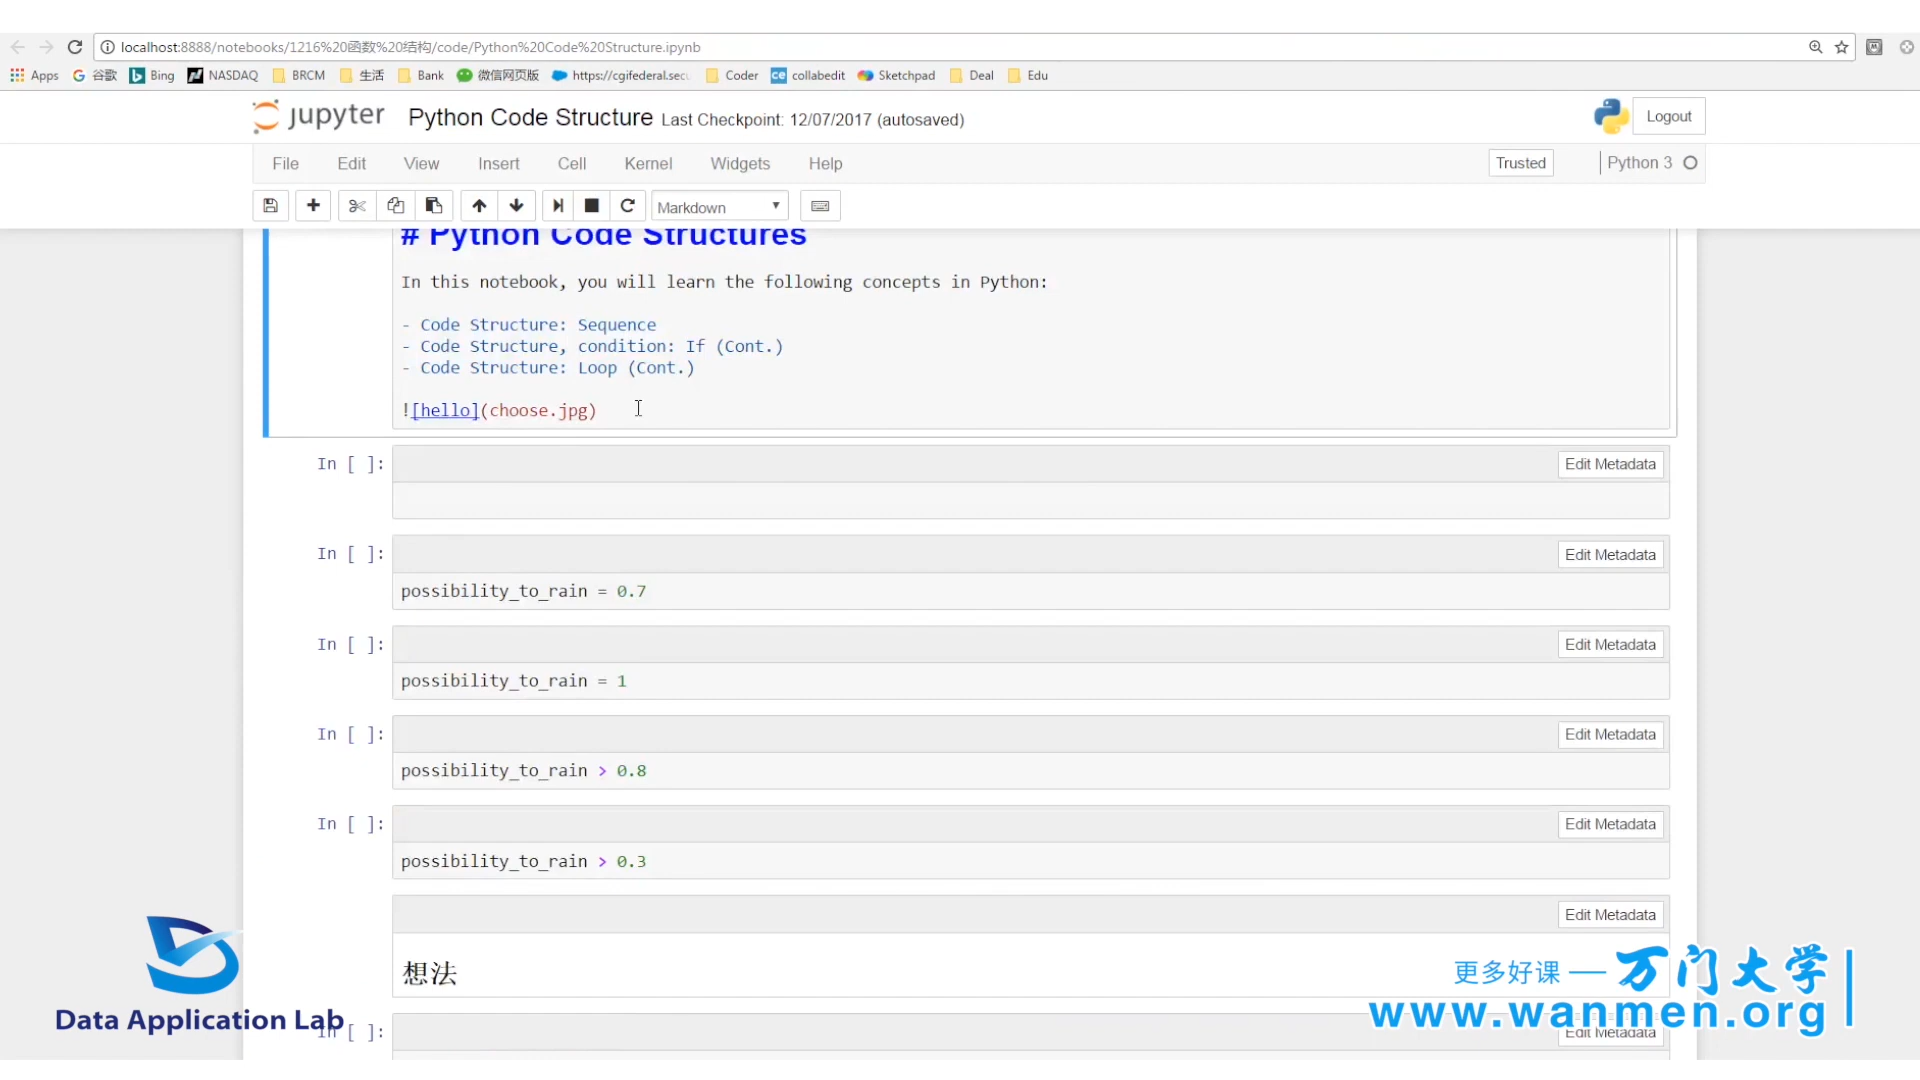 localhost:8888/notebooks/1216%20函数%20结构/code/Python%20Code%20Structure.ipynb
Apps 谷歌 Bing NASDAQ BRCM 生活 Bank 微信网页版 https://cgifederal.secu Coder collabedit Sketchpad Deal Edu
jupyter Python Code Structure Last Checkpoint: 12/07/2017 (autosaved) Logout
File Edit View Insert Cell Kernel Widgets Help Trusted Python 3
Markdown
# Python Code Structures
In this notebook, you will learn the following concepts in Python:
- Code Structure: Sequence
- Code Structure, condition: If (Cont.)
- Code Structure: Loop (Cont.)
![hello](choose.jpg)
In [ ]: Edit Metadata
In [ ]: Edit Metadata
possibility_to_rain = 0.7
In [ ]: Edit Metadata
possibility_to_rain = 1
In [ ]: Edit Metadata
possibility_to_rain > 0.8
In [ ]: Edit Metadata
possibility_to_rain > 0.3
Edit Metadata
想法
更多好课 — 万门大学
www.wanmen.org
Data Application Lab
In [ ]: Edit Metadata